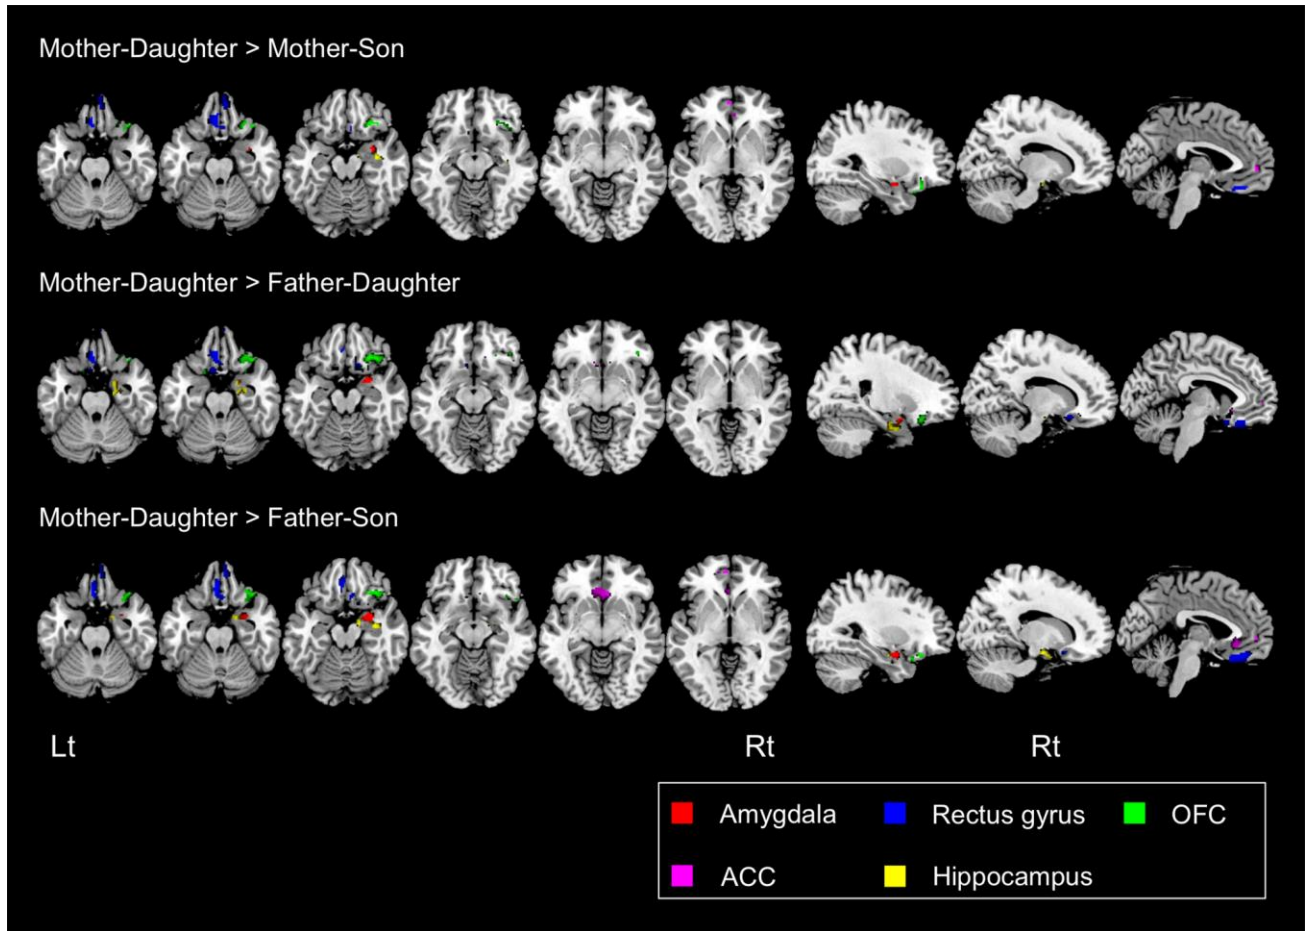 Mother-Daughter > Mother-Son
Mother-Daughter > Father-Daughter
Mother-Daughter > Father-Son
Lt Rt Rt
Amygdala Rectus gyrus OFC
ACC Hippocampus